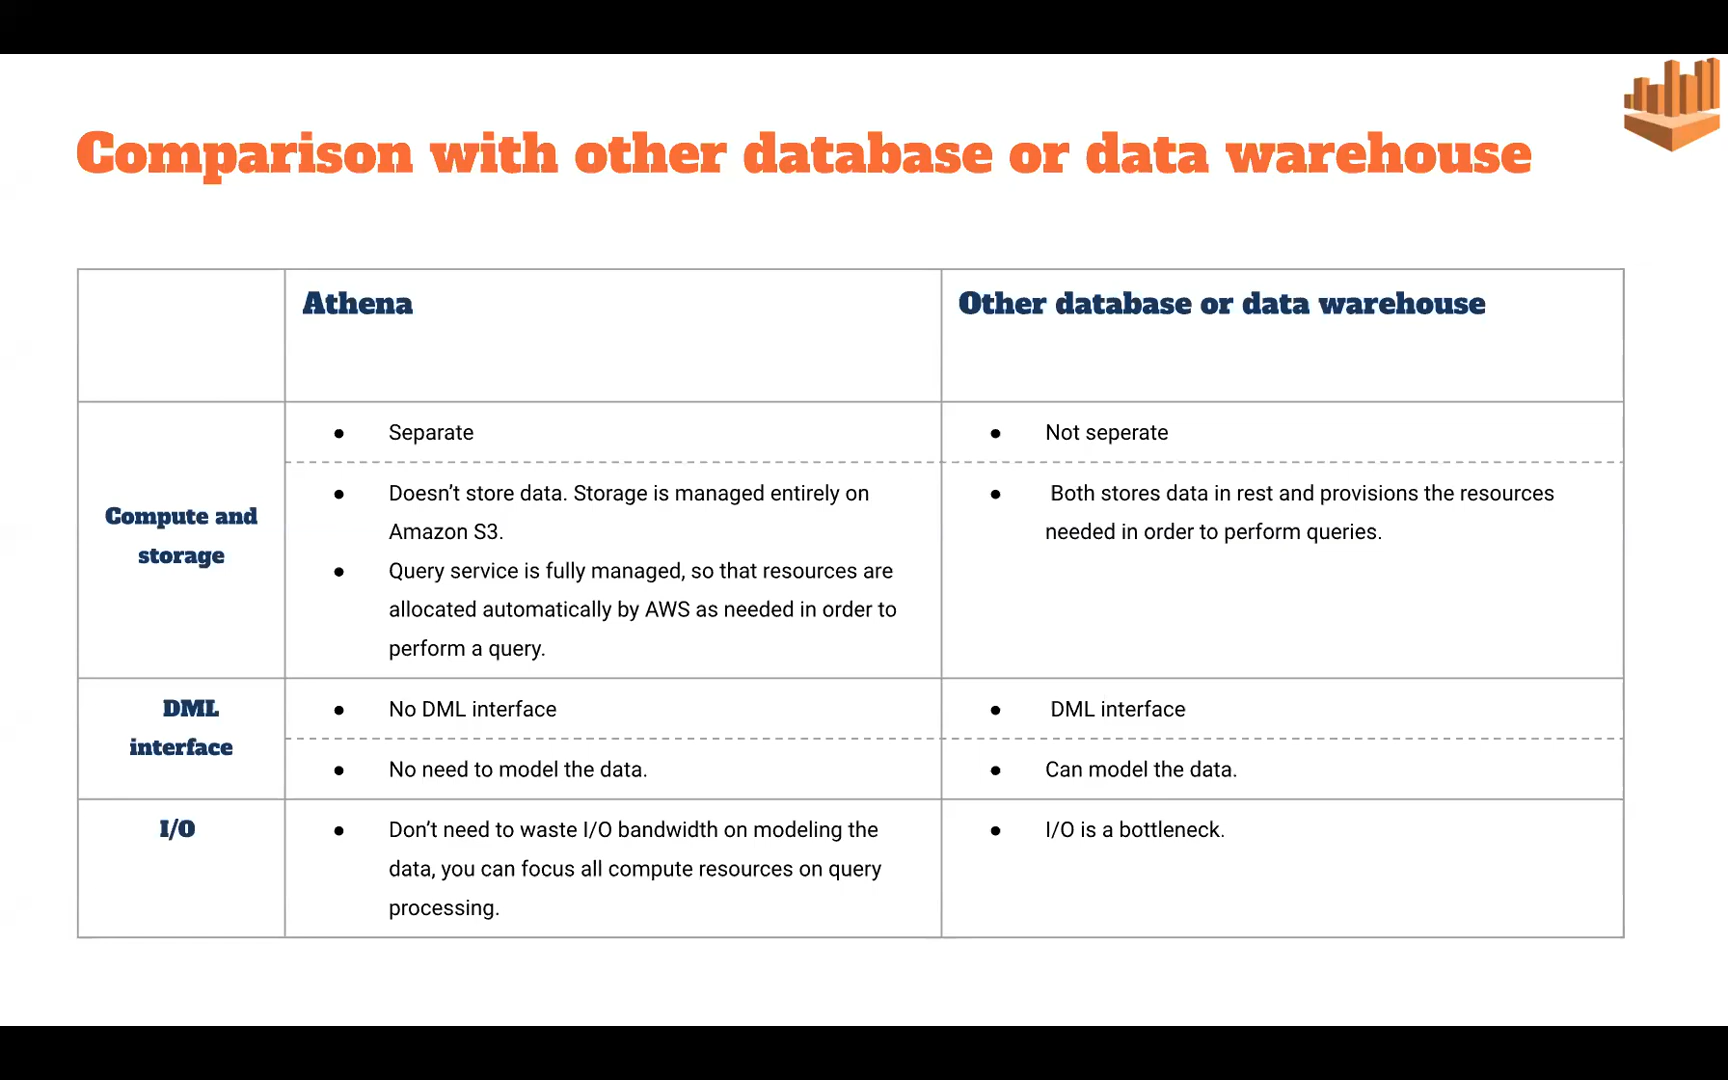 Comparison with other database or data warehouse
Athena
Other database or data warehouse
Compute and
storage
● Separate
● Not seperate
● Doesn’t store data. Storage is managed entirely on
Amazon S3.
● Query service is fully managed, so that resources are
allocated automatically by AWS as needed in order to
perform a query.
● Both stores data in rest and provisions the resources
needed in order to perform queries.
DML
interface
● No DML interface
● DML interface
● No need to model the data.
● Can model the data.
I/O
● Don’t need to waste I/O bandwidth on modeling the
data, you can focus all compute resources on query
processing.
● I/O is a bottleneck.